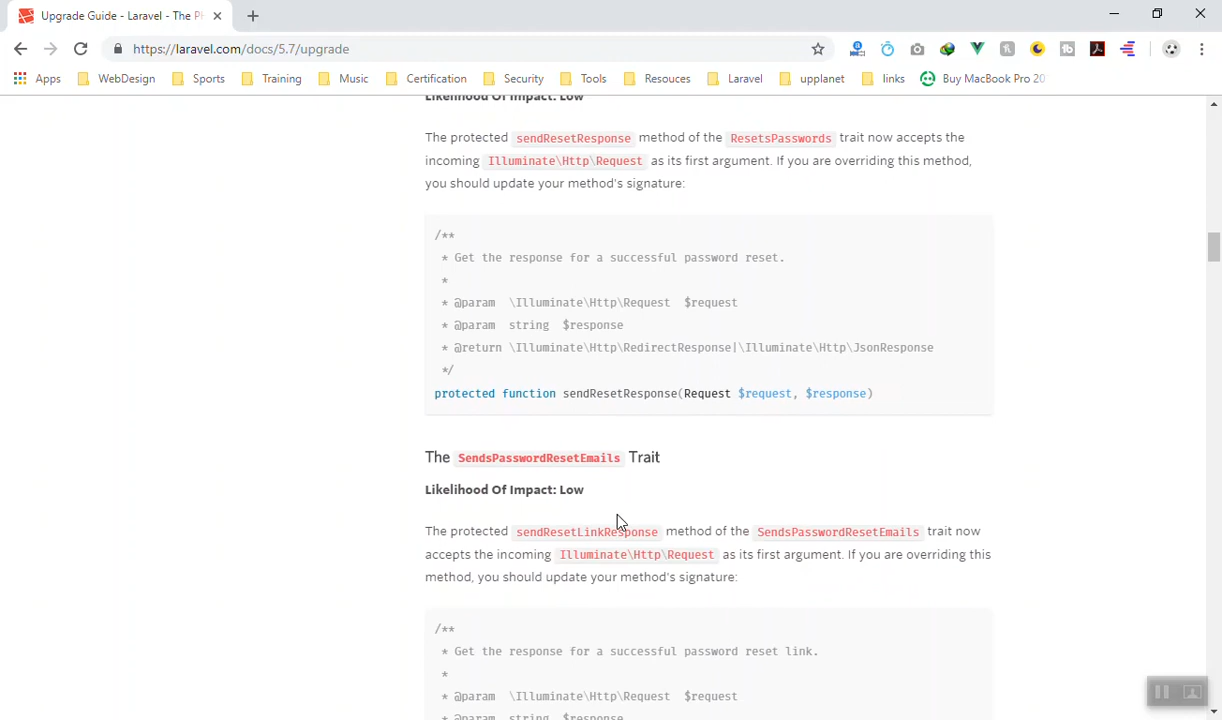 Upgrade Guide - Laravel - The P
https://laravel.com/docs/5.7/upgrade
Apps WebDesign Sports Training Music Certification Security Tools Resouces Laravel upplanet links Buy MacBook Pro 20
Likelihood Of Impact: Low
The protected sendResetResponse method of the ResetsPasswords trait now accepts the
incoming Illuminate\Http\Request as its first argument. If you are overriding this method,
you should update your method's signature:
/**
* Get the response for a successful password reset.
*
* @param \Illuminate\Http\Request $request
* @param string $response
* @return \Illuminate\Http\RedirectResponse|\Illuminate\Http\JsonResponse
*/
protected function sendResetResponse(Request $request, $response)
The SendsPasswordResetEmails Trait
Likelihood Of Impact: Low
The protected sendResetLinkResponse method of the SendsPasswordResetEmails trait now
accepts the incoming Illuminate\Http\Request as its first argument. If you are overriding this
method, you should update your method's signature:
/**
* Get the response for a successful password reset link.
*
* @param \Illuminate\Http\Request $request
* @param string $response